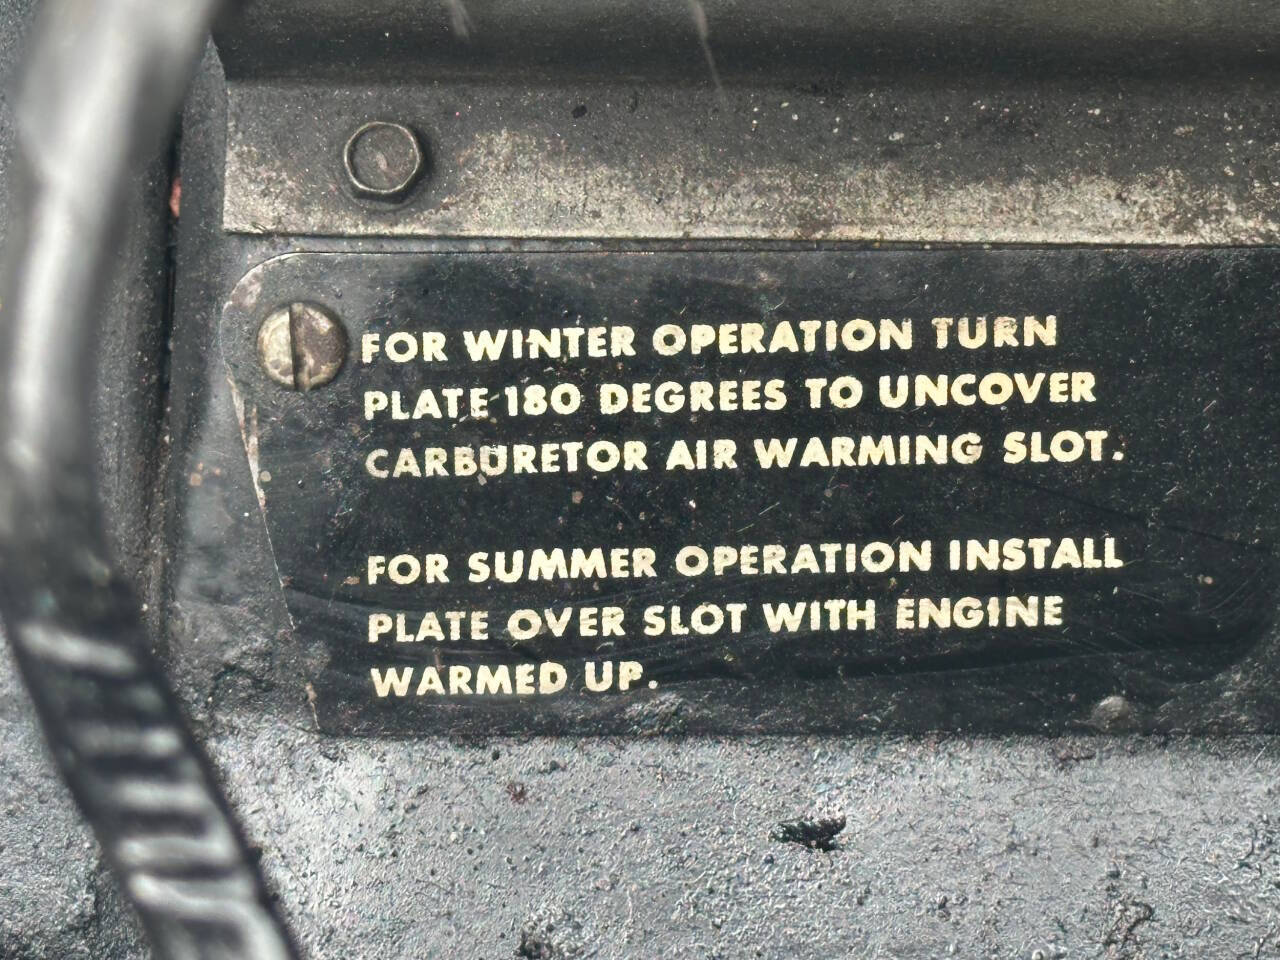 FOR WINTER OPERATION TURN
PLATE 180 DEGREES TO UNCOVER
CARBURETOR AIR WARMING SLOT.
FOR SUMMER OPERATION INSTALL
PLATE OVER SLOT WITH ENGINE
WARMED UP.